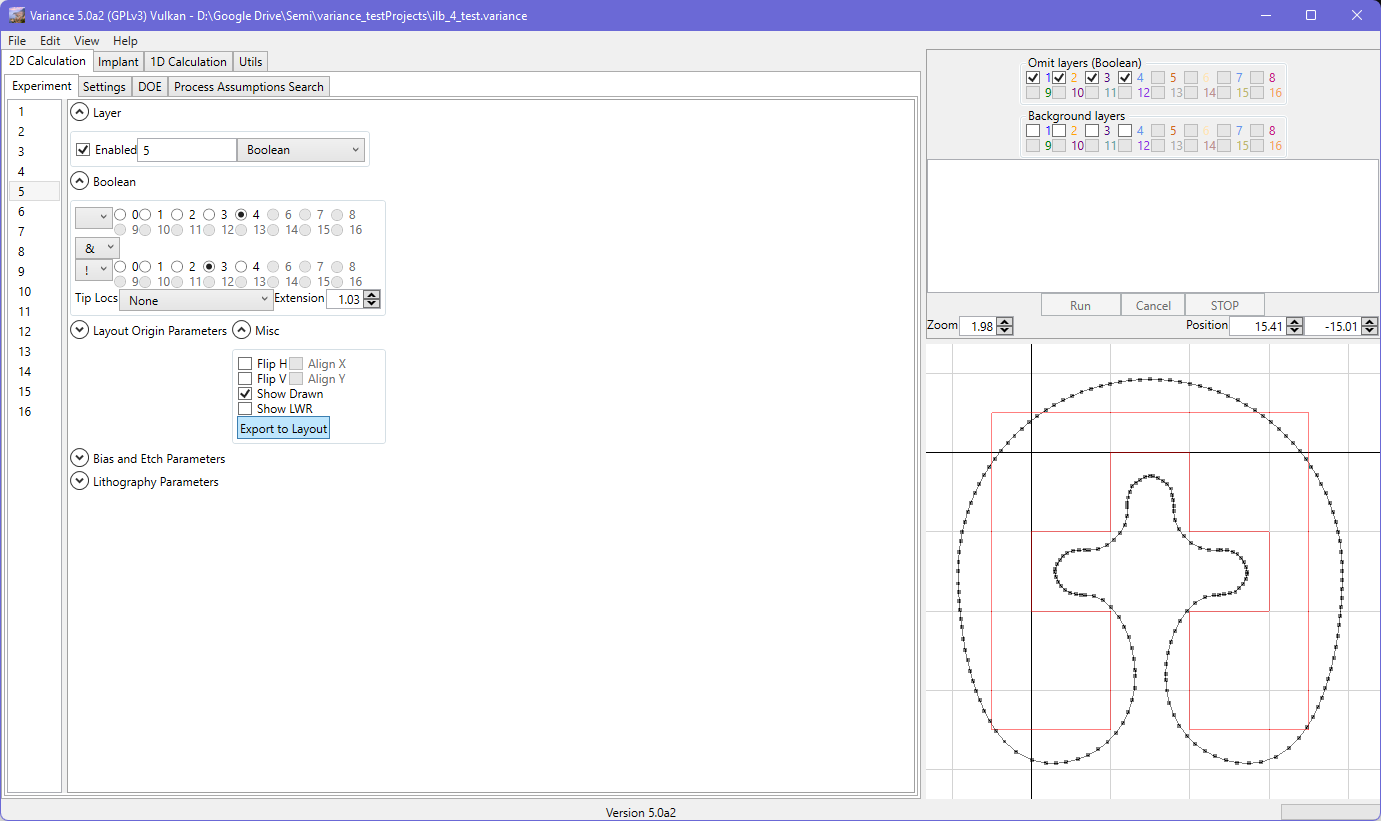 Variance 5.0a2 (GPLv3) Vulkan - D:\Google Drive\Semi\variance_testProjects\ilb_4_test.variance
File Edit View Help
2D Calculation Implant 1D Calculation Utils
Experiment Settings DOE Process Assumptions Search
1
2
3
4
5
6
7
8
9
10
11
12
13
14
15
16
Layer
Enabled 5 Boolean
Boolean
0 1 2 3 4 6 7 8
9 10 11 12 13 14 15 16
&
! 0 1 2 3 4 6 7 8
9 10 11 12 13 14 15 16
Tip Locs None Extension 1.03
Layout Origin Parameters Misc
Flip H Align X
Flip V Align Y
Show Drawn
Show LWR
Export to Layout
Bias and Etch Parameters
Lithography Parameters
Omit layers (Boolean)
1 2 3 4 5 6 7 8
9 10 11 12 13 14 15 16
Background layers
1 2 3 4 5 6 7 8
9 10 11 12 13 14 15 16
Run Cancel STOP
Zoom 1.98 Position 15.41 -15.01
Version 5.0a2